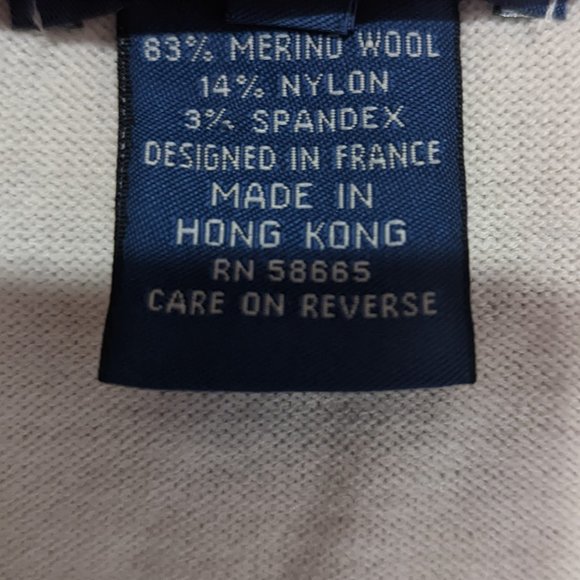 83% MERINO WOOL
14% NYLON
3% SPANDEX
DESIGNED IN FRANCE
MADE IN
HONG KONG
RN 58665
CARE ON REVERSE